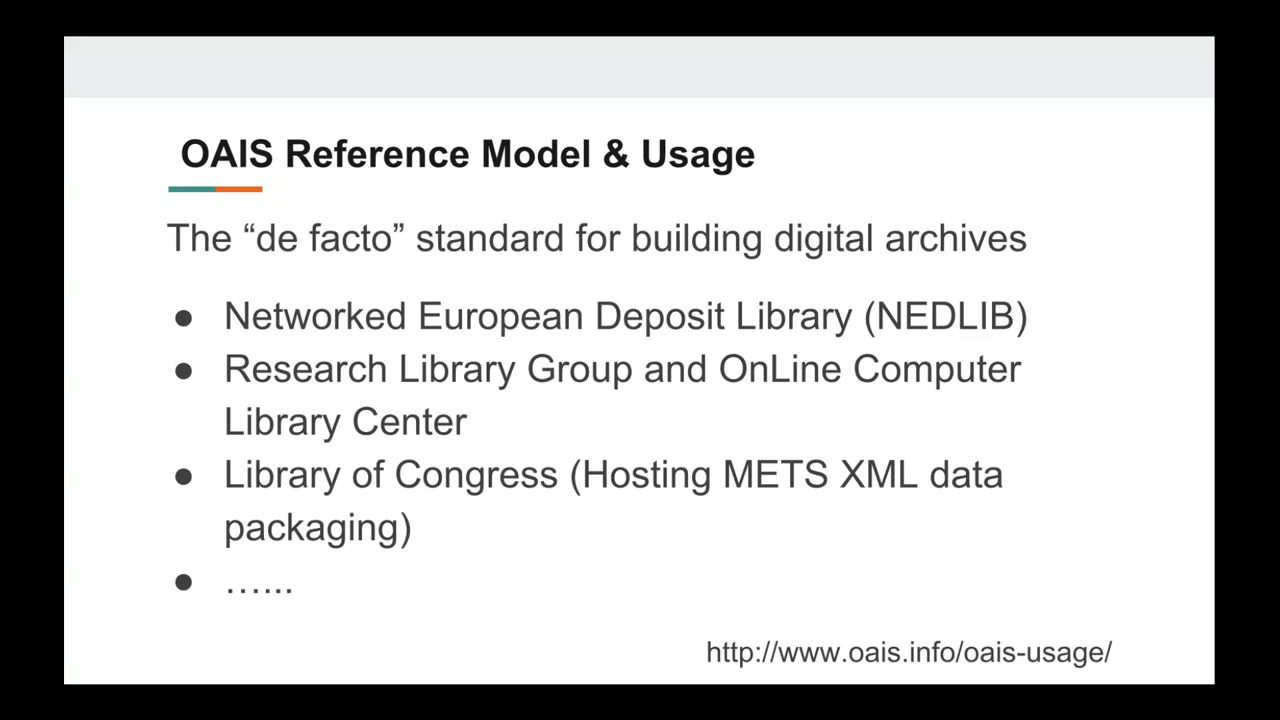 OAIS Reference Model & Usage
The “de facto” standard for building digital archives
● Networked European Deposit Library (NEDLIB)
● Research Library Group and OnLine Computer
Library Center
● Library of Congress (Hosting METS XML data
packaging)
● …...
http://www.oais.info/oais-usage/